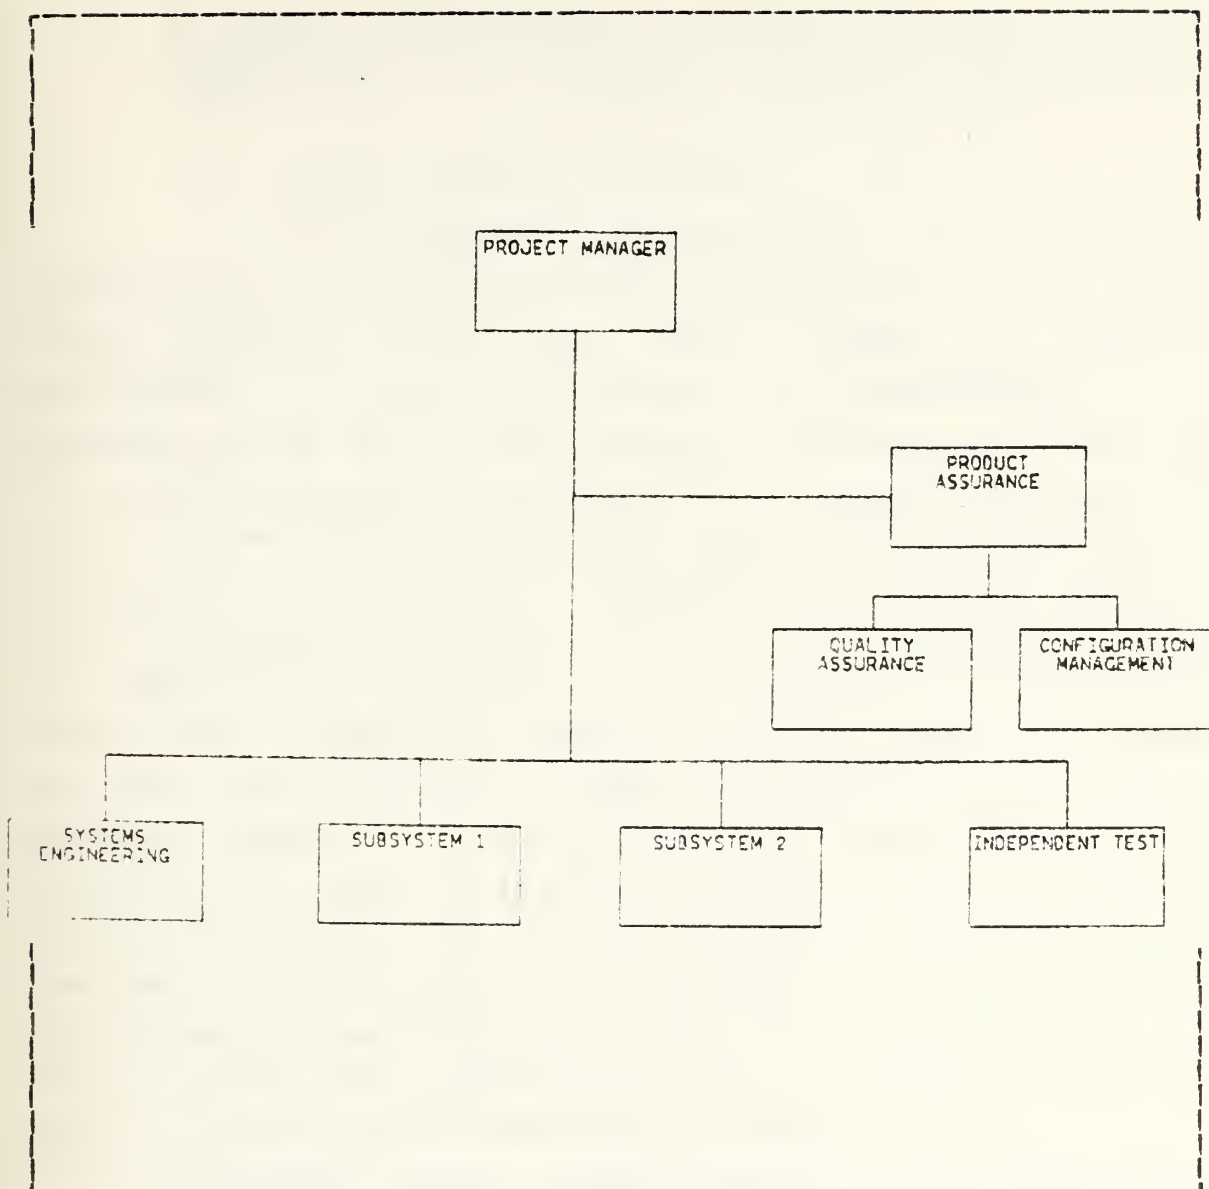 PROJECT MANAGER
PRODUCT
ASSURANCE
QUALITY
ASSURANCE
CONFIGURATION
MANAGEMENT
SYSTEMS
ENGINEERING
SUBSYSTEM 1
SUBSYSTEM 2
INDEPENDENT TEST